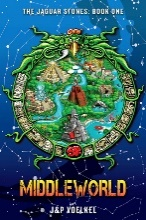 THE JAGUAR STONES: BOOK ONE
MIDDLEWORLD
J&P VOELKEL